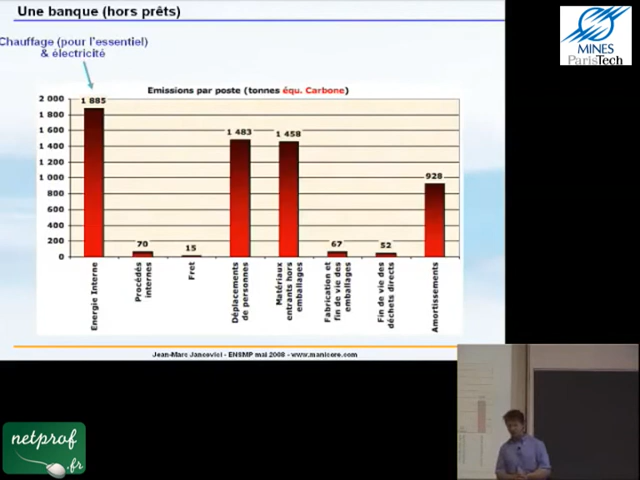 Une banque (hors prêts)
MINES
ParisTech
Chauffage (pour l'essentiel)
& électricité
Emissions par poste (tonnes équ. Carbone)
2 000
1 800
1 600
1 400
1 200
1 000
800
600
400
200
0
1 885
70
15
1 483
1 458
67
52
928
Energie Interne
Procédés
internes
Fret
Déplacements
de personnes
Matériaux
entrants hors
emballages
Fabrication et
fin de vie des
emballages
Fin de vie des
déchets directs
Amortissements
Jean-Marc Jancovici - ENSMP mai 2008 - www.manicore.com
netprof
.fr